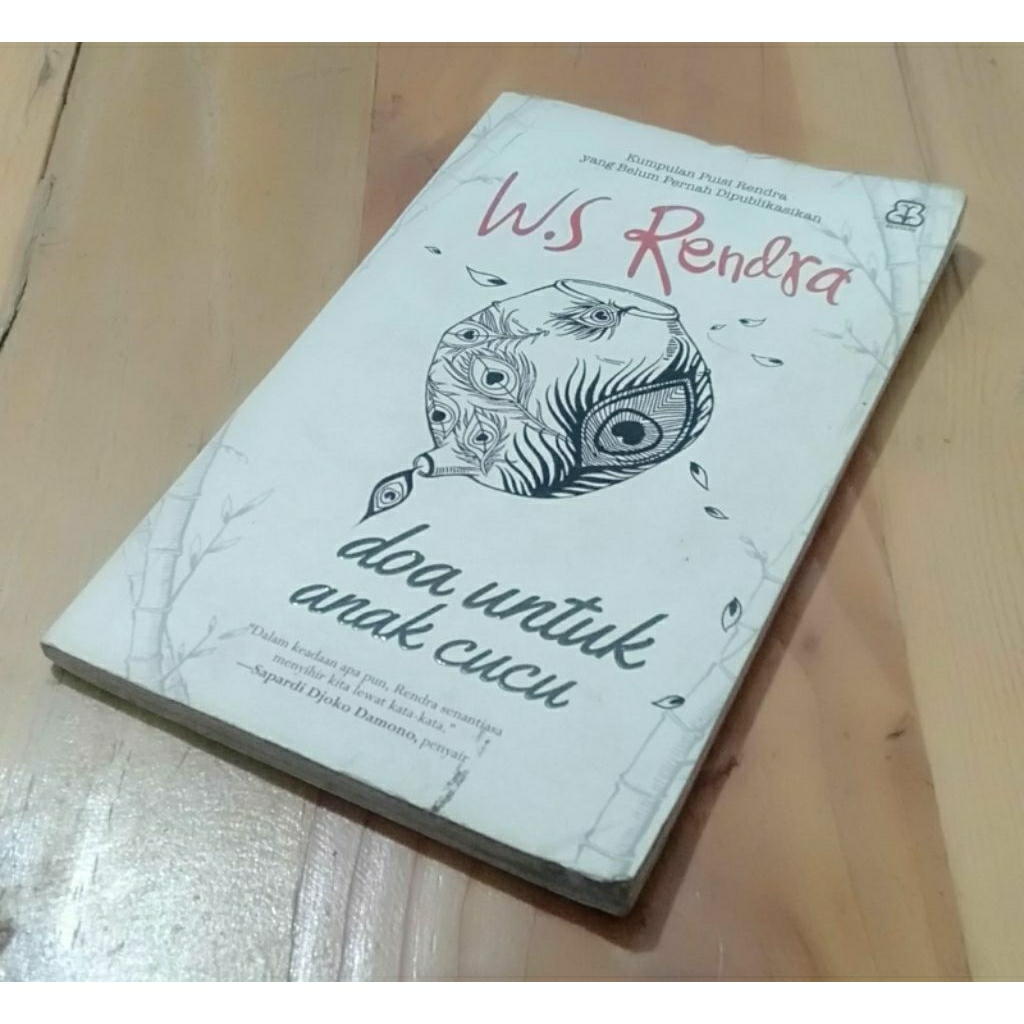 Kumpulan Puisi Rendra
yang Belum Pernah Dipublikasikan
W.S Rendra
doa untuk
anak cucu
"Dalam keadaan apa pun, Rendra senantiasa
menyihir kita lewat kata-kata."
—Sapardi Djoko Damono, penyair